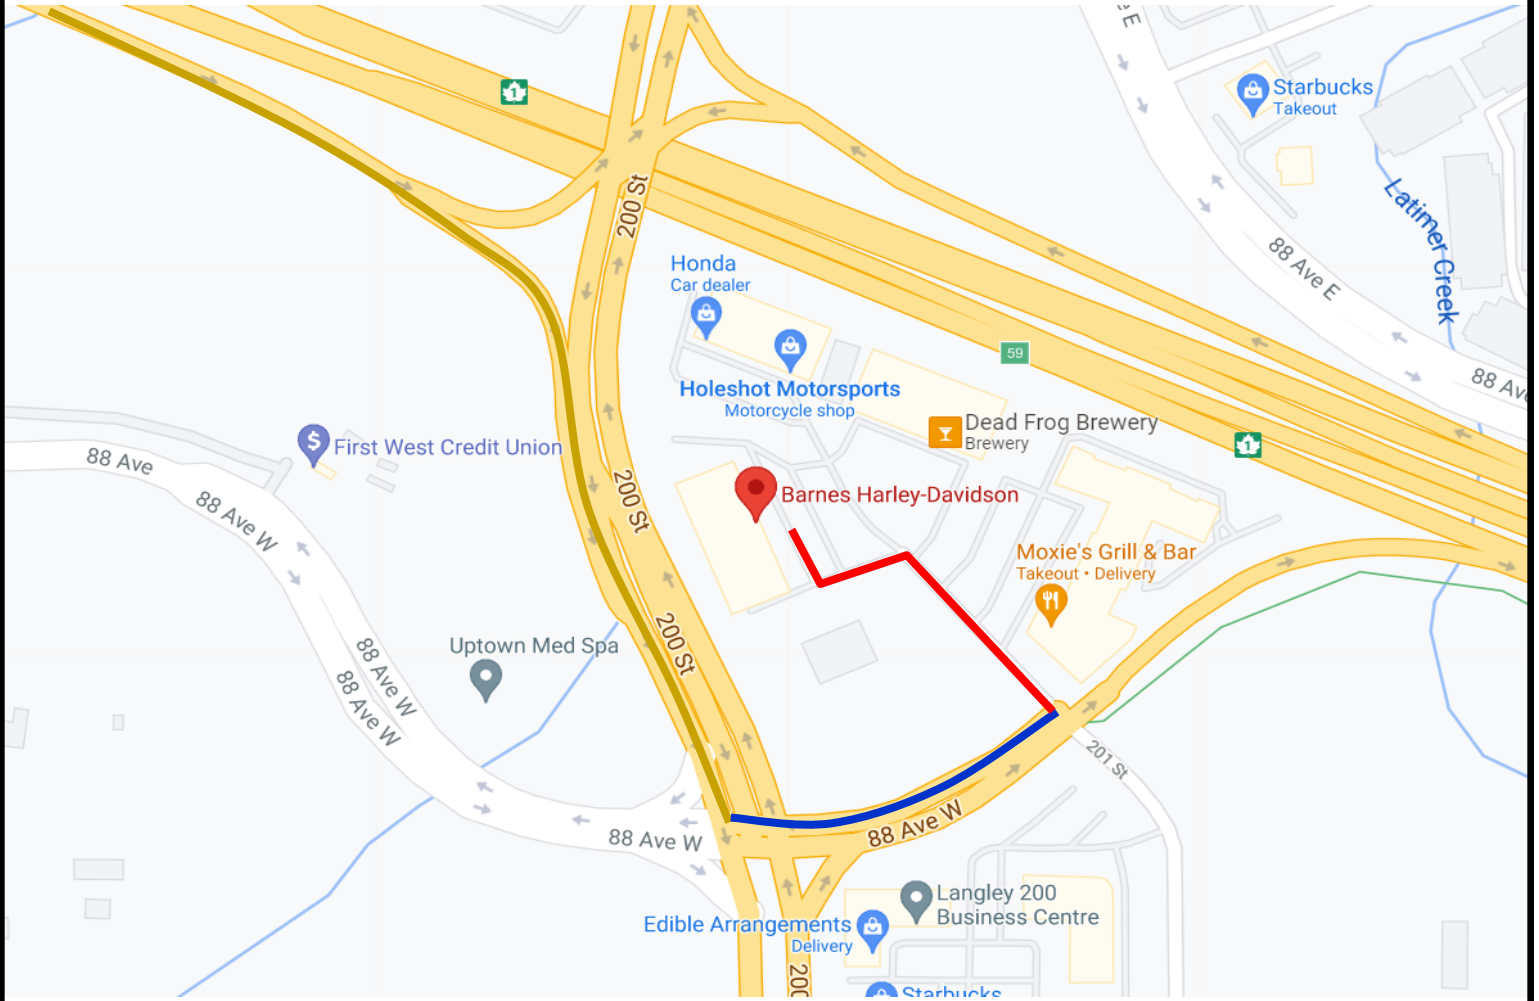 E
1
Starbucks
Takeout
200 St
Latimer Creek
88 Ave E
Honda
Car dealer
59
88 Ave
Holeshot Motorsports
Motorcycle shop
Dead Frog Brewery
Brewery
1
$
First West Credit Union
88 Ave
88 Ave W
200 St
Barnes Harley-Davidson
Moxie's Grill & Bar
Takeout • Delivery
200 St
Uptown Med Spa
88 Ave W
88 Ave W
201 St
88 Ave W
88 Ave W
Langley 200
Business Centre
Edible Arrangements
Delivery
200
Starbucks